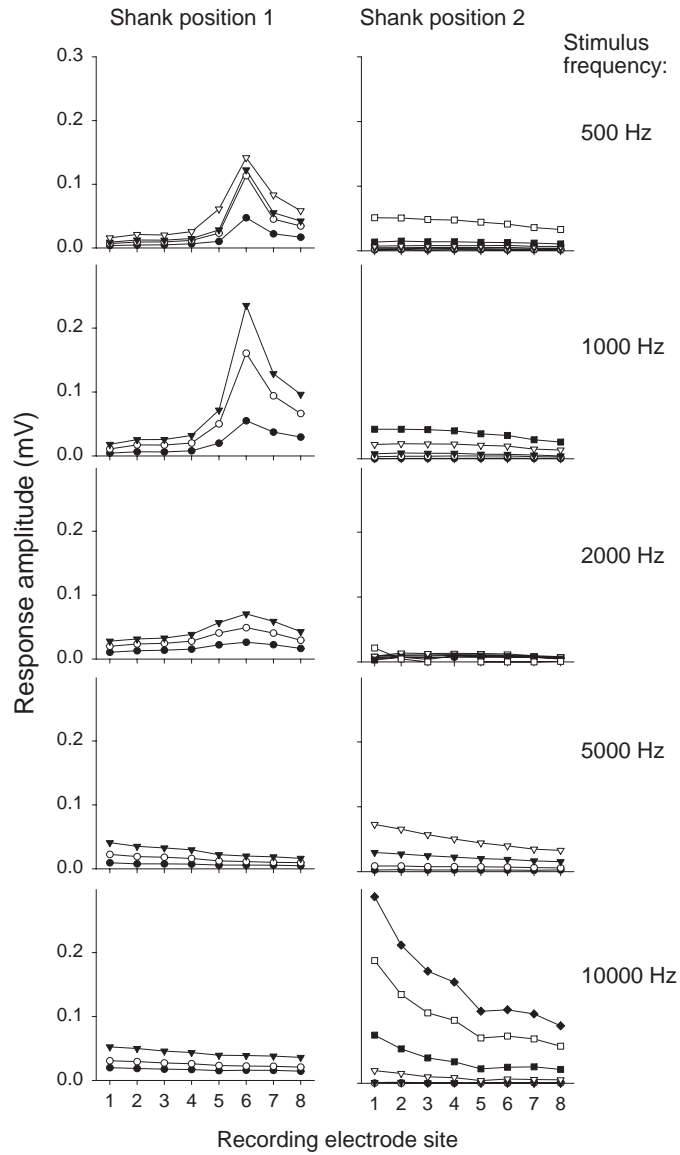 Shank position 1
Shank position 2
Stimulus
frequency:
0.3
0.2
0.1
0.0
500 Hz
0.2
0.1
0.0
1000 Hz
0.2
0.1
0.0
2000 Hz
0.2
0.1
0.0
5000 Hz
0.2
0.1
0.0
10000 Hz
Response amplitude (mV)
1 2 3 4 5 6 7 8
1 2 3 4 5 6 7 8
Recording electrode site